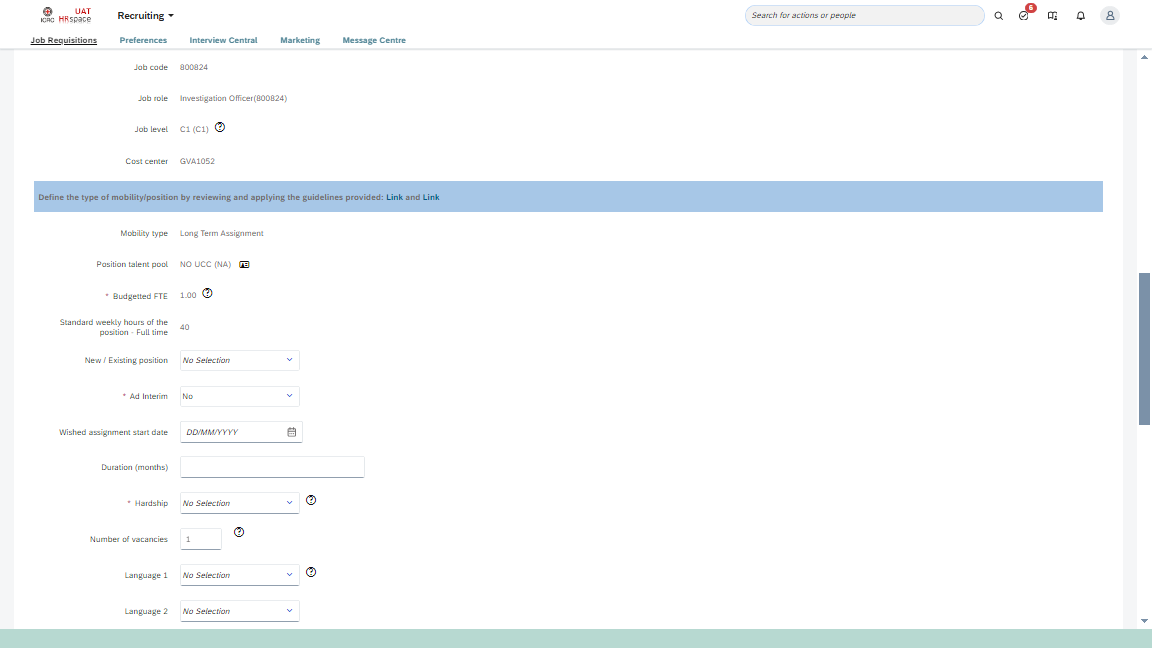 UAT
ICRC HRspace
Recruiting
Search for actions or people
6
Job Requisitions Preferences Interview Central Marketing Message Centre
Job code 800824
Job role Investigation Officer(800824)
Job level C1 (C1)
Cost center GVA1052
Define the type of mobility/position by reviewing and applying the guidelines provided: Link and Link
Mobility type Long Term Assignment
Position talent pool NO UCC (NA)
* Budgetted FTE 1.00
Standard weekly hours of the
position - Full time 40
New / Existing position No Selection
* Ad Interim No
Wished assignment start date DD/MM/YYYY
Duration (months)
* Hardship No Selection
Number of vacancies 1
Language 1 No Selection
Language 2 No Selection